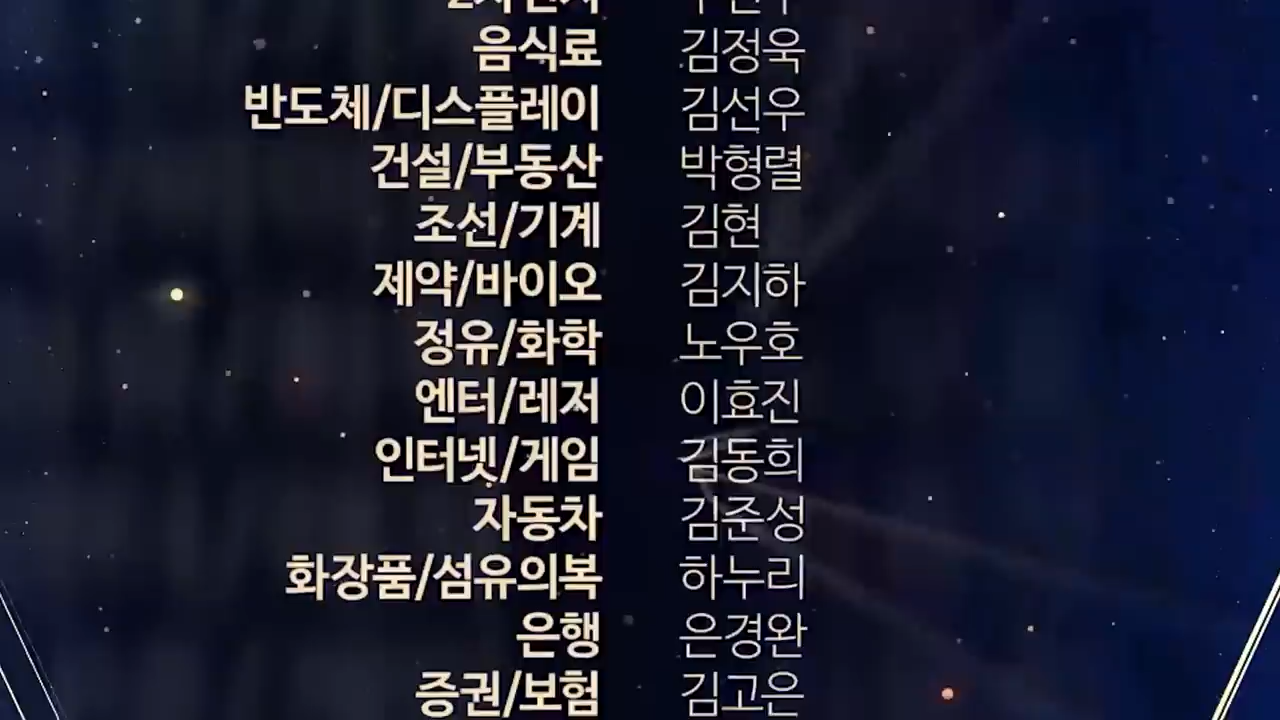 음식료 김정욱
반도체/디스플레이 김선우
건설/부동산 박형렬
조선/기계 김현
제약/바이오 김지하
정유/화학 노우호
엔터/레저 이효진
인터넷/게임 김동희
자동차 김준성
화장품/섬유의복 하누리
은행 은경완
증권/보험 김고은